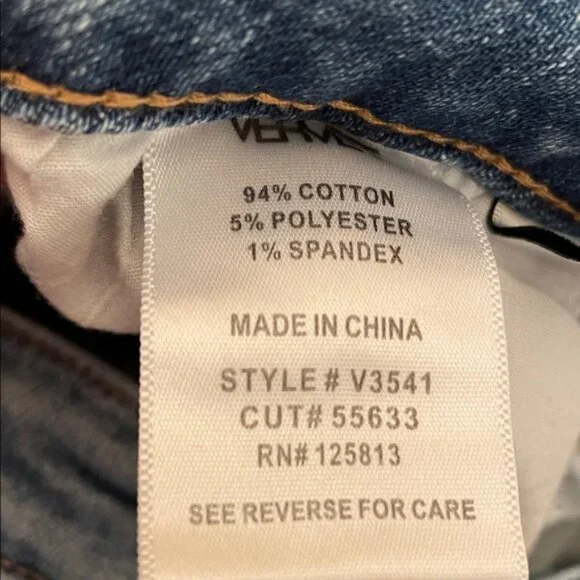 94% COTTON
5% POLYESTER
1% SPANDEX
MADE IN CHINA
STYLE# V3541
CUT# 55633
RN# 125813
SEE REVERSE FOR CARE